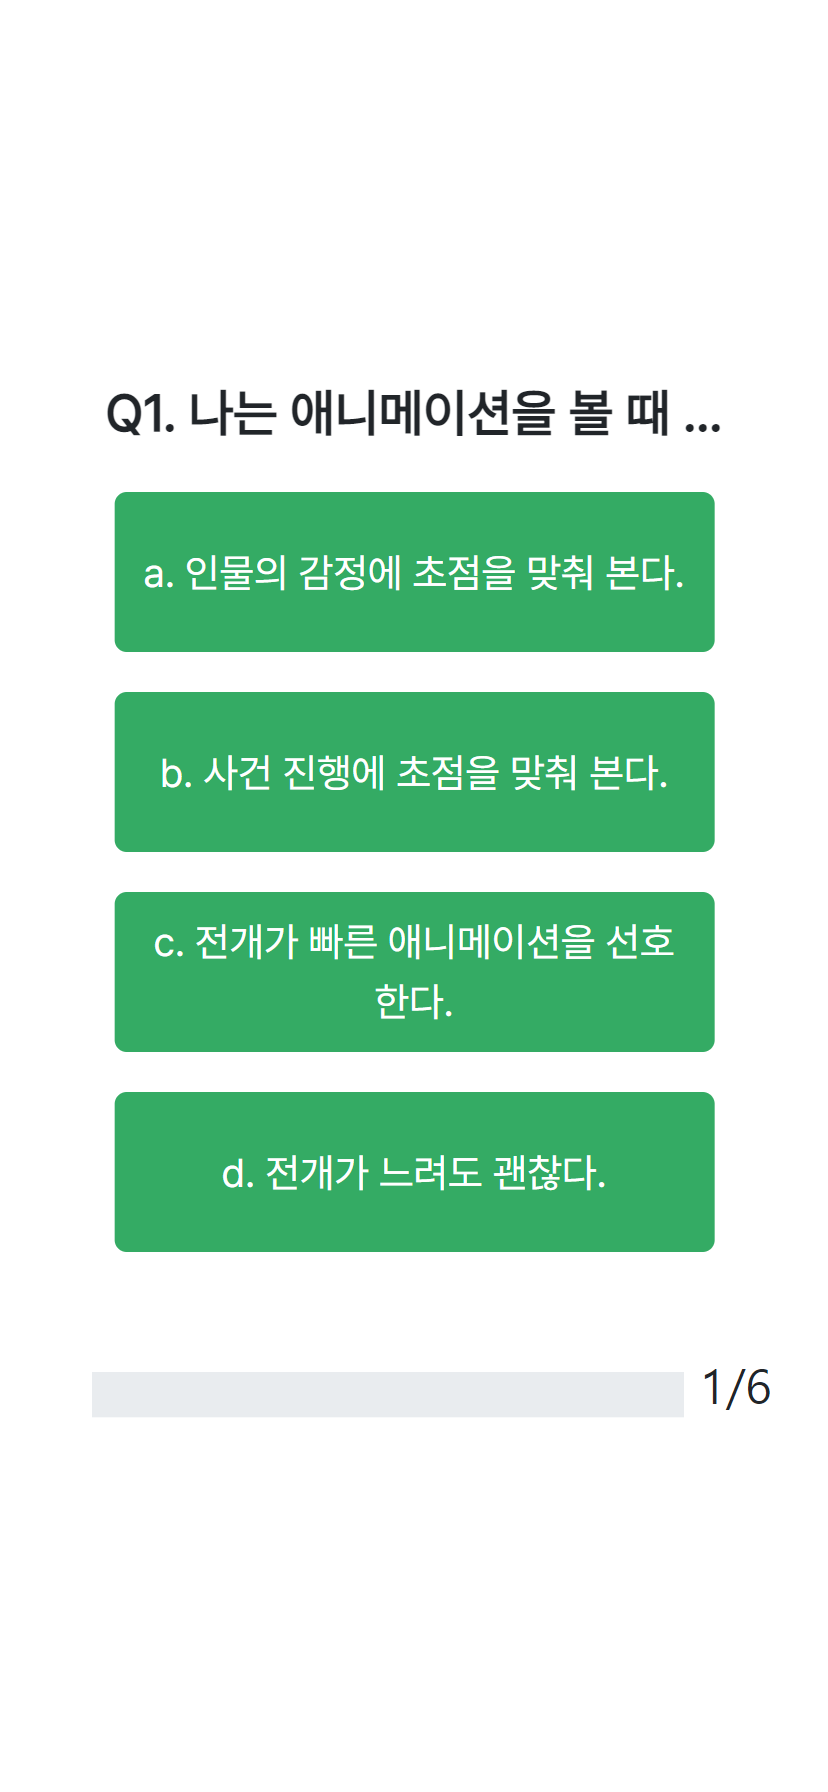 Q1. 나는 애니메이션을 볼 때 ...
a. 인물의 감정에 초점을 맞춰 본다.
b. 사건 진행에 초점을 맞춰 본다.
c. 전개가 빠른 애니메이션을 선호
한다.
d. 전개가 느려도 괜찮다.
1/6